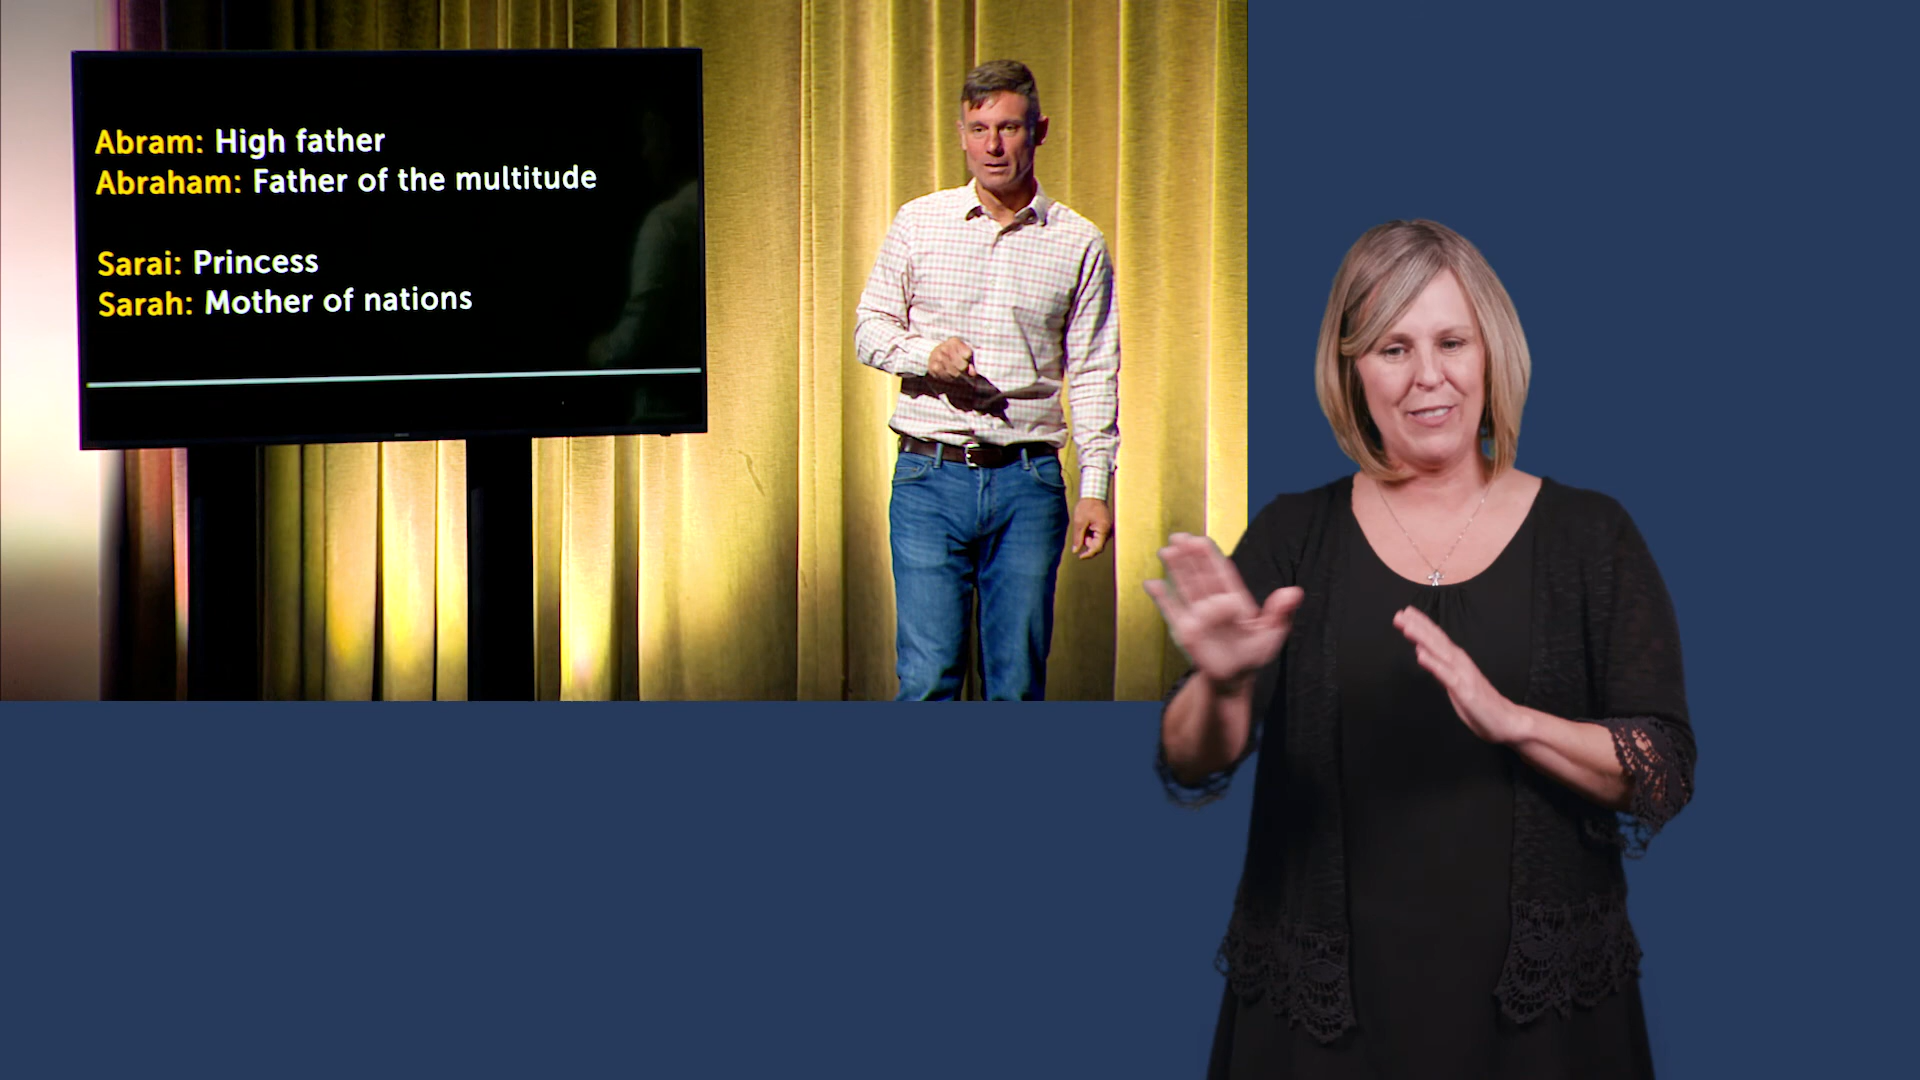 Abram: High father
Abraham: Father of the multitude
Sarai: Princess
Sarah: Mother of nations